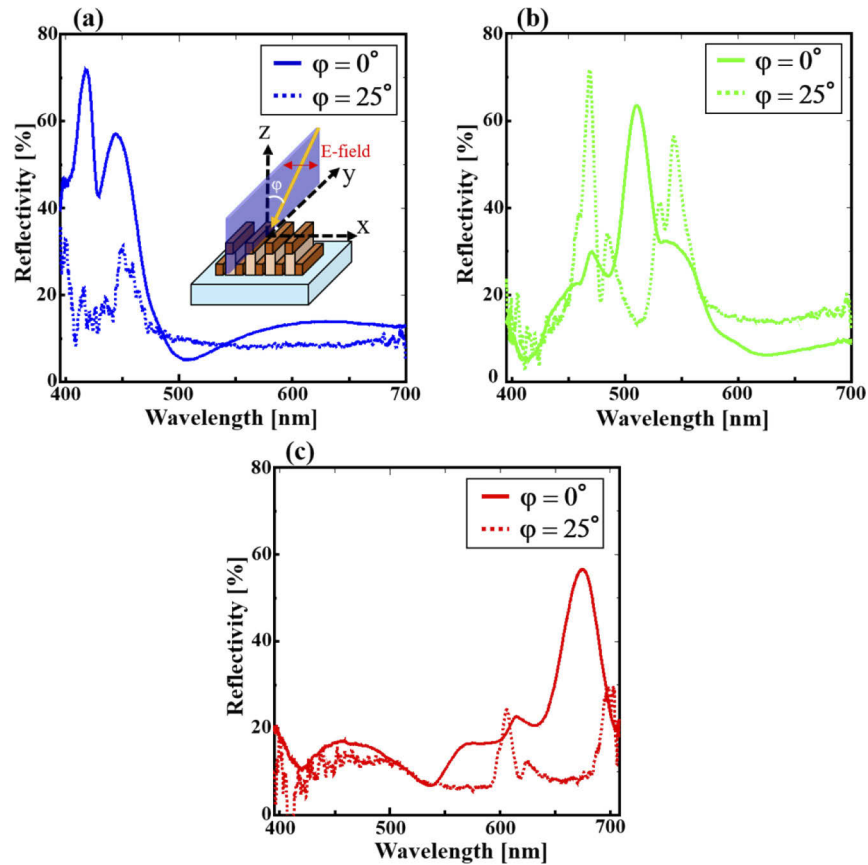 (a)
80
60
40
20
0
Reflectivity [%]
φ = 0°
φ = 25°
z
E-field
y
φ
x
400
500
600
700
Wavelength [nm]
(b)
80
60
40
20
0
Reflectivity [%]
φ = 0°
φ = 25°
400
500
600
700
Wavelength [nm]
(c)
80
60
40
20
0
Reflectivity [%]
φ = 0°
φ = 25°
400
500
600
700
Wavelength [nm]